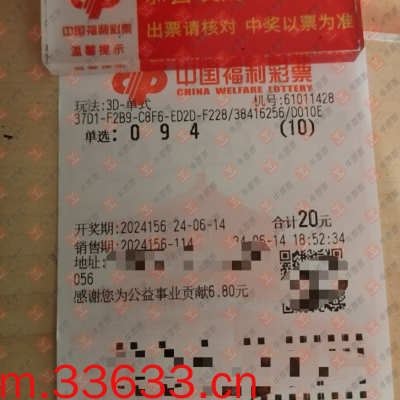 出票请核对 中奖以票为准
中国福利彩票
温馨提示
中国福利彩票
CHINA WELFARE LOTTERY
玩法:3D-单式 机号:61011428
37D1-F2B9-C8F6-ED2D-F228/38416256/D010E
单选: 0 9 4 (10)
开奖期:2024156 24-06-14 合计20元
销售期:2024156-114 24-06-14 18:52:34
地址:
056
感谢您为公益事业贡献6.80元
m.33633.cn